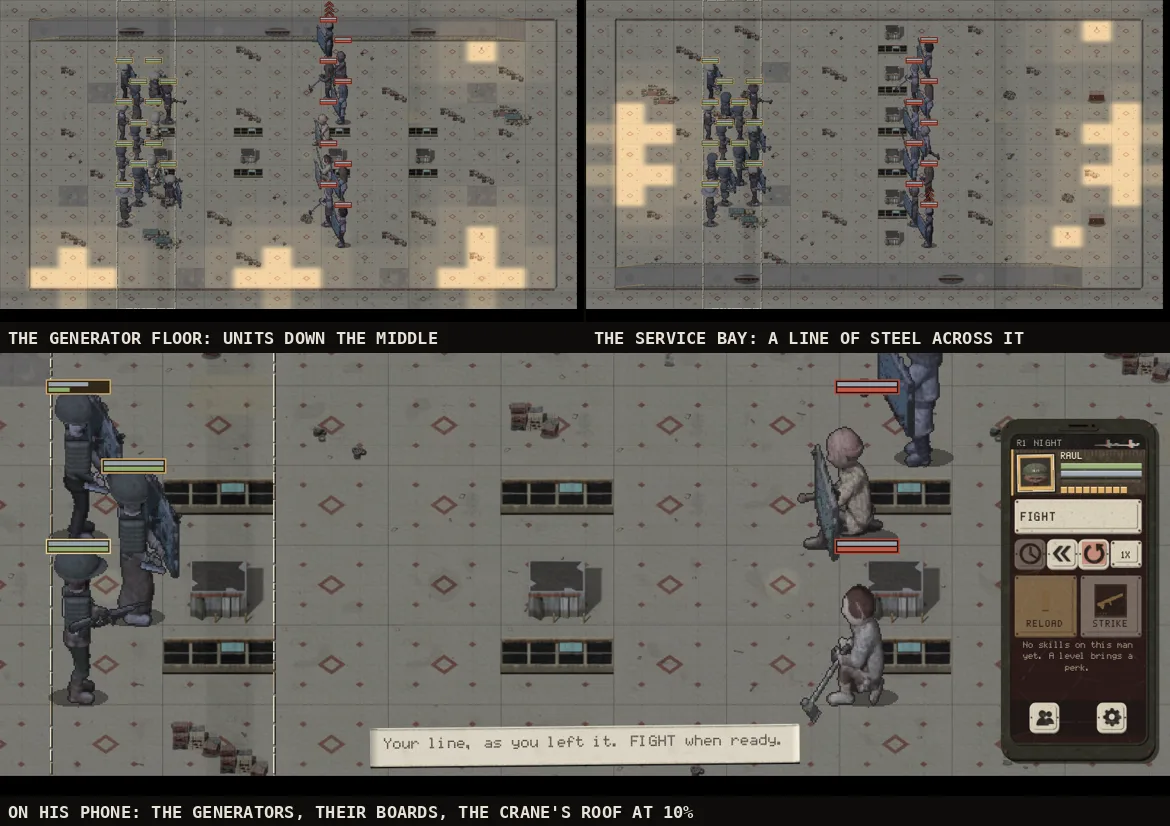 THE GENERATOR FLOOR: UNITS DOWN THE MIDDLE
THE SERVICE BAY: A LINE OF STEEL ACROSS IT
R1 NIGHT
RAUL
FIGHT
1X
RELOAD
STRIKE
No skills on this man
yet. A level brings a
perk.
Your line, as you left it. FIGHT when ready.
ON HIS PHONE: THE GENERATORS, THEIR BOARDS, THE CRANE'S ROOF AT 10%